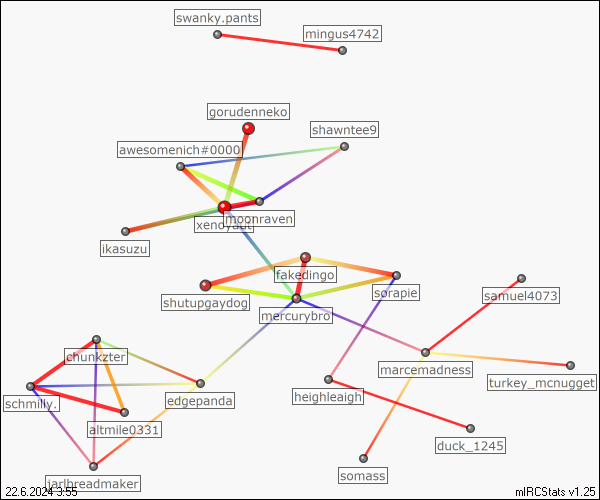 swanky.pants
mingus4742
gorudenneko
shawntee9
awesomenich#0000
xenoyaut
moonraven
ikasuzu
fakedingo
shutupgaydog
sorapie
samuel4073
mercurybro
chunkzter
marcemadness
turkey_mcnugget
schmilly.
edgepanda
heighleaigh
altmile0331
duck_1245
somass
jarlbreadmaker
22.6.2024 3:55
mIRCStats v1.25